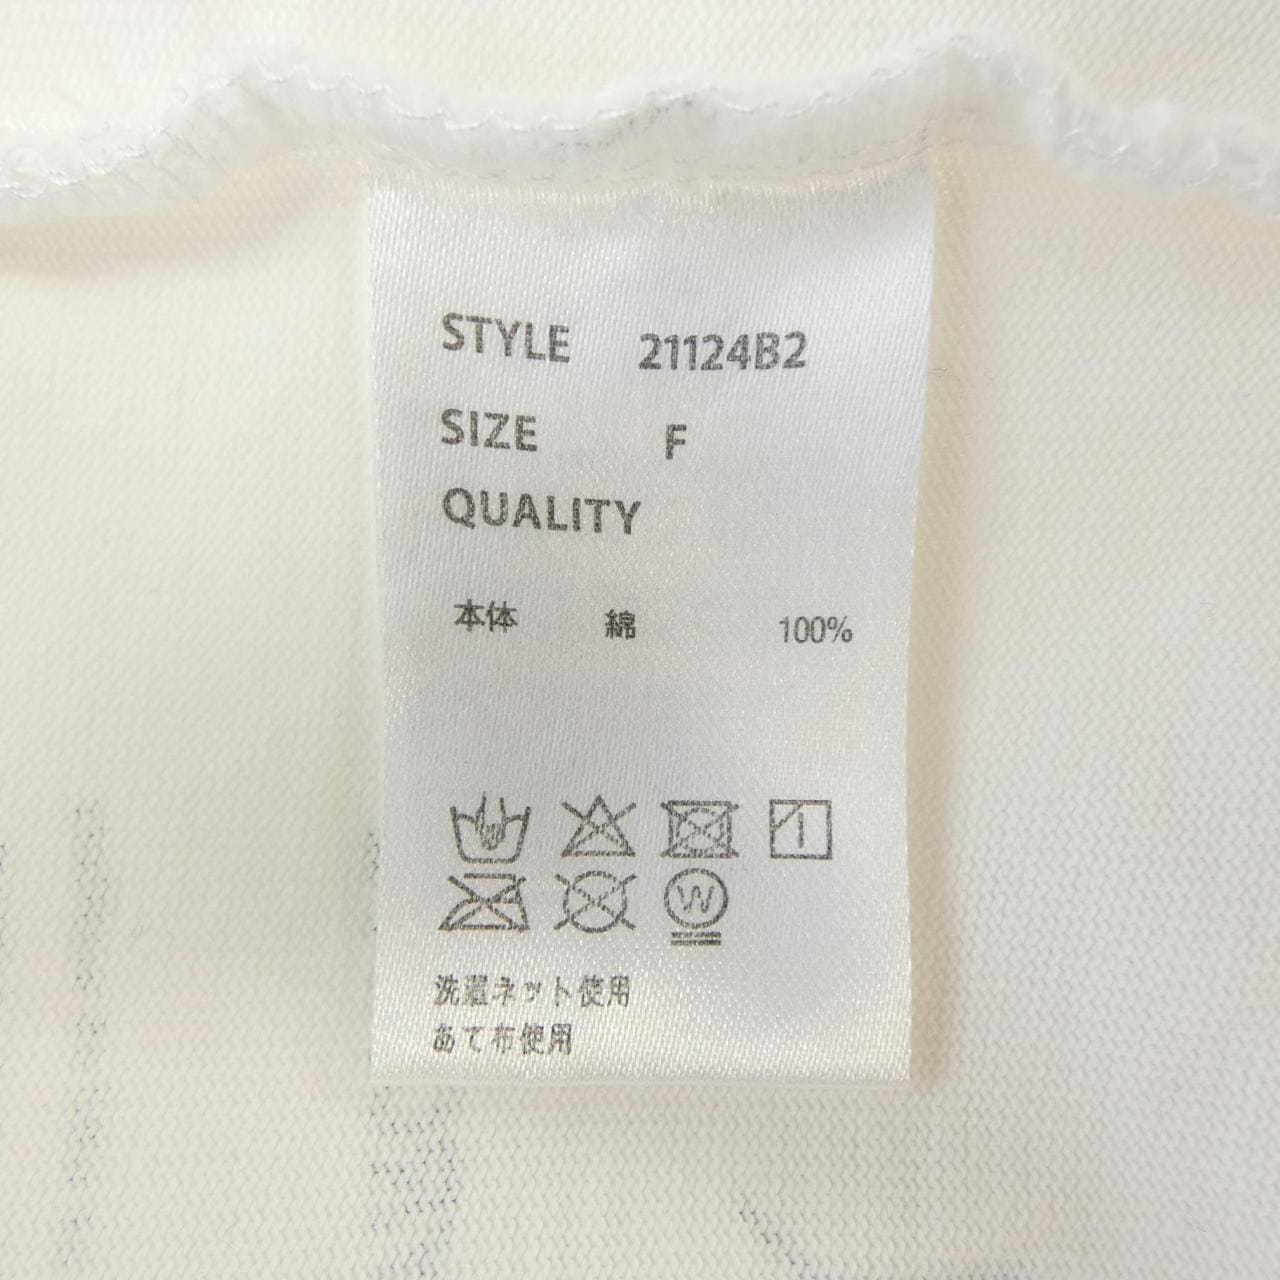 STYLE 21124B2
SIZE F
QUALITY
本体 綿 100%
W
洗濯ネット使用
あて布使用